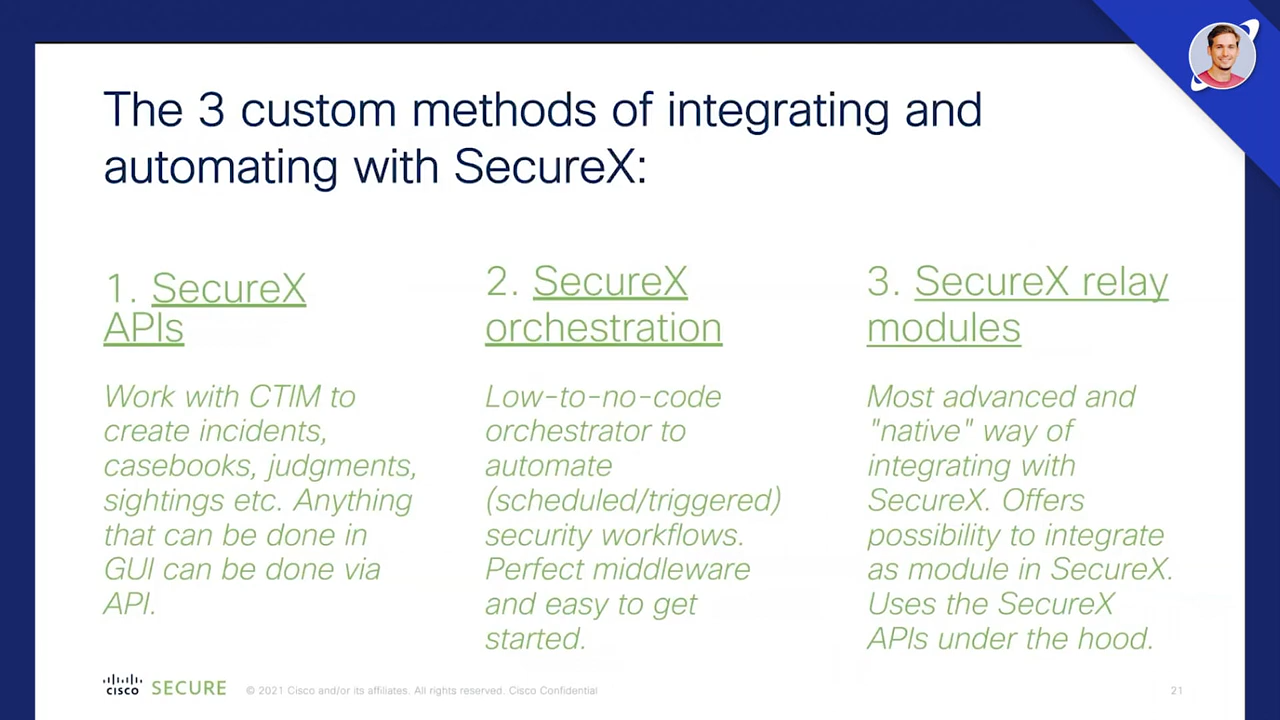 The 3 custom methods of integrating and
automating with SecureX:
1. SecureX
APIs
Work with CTIM to
create incidents,
casebooks, judgments,
sightings etc. Anything
that can be done in
GUI can be done via
API.
2. SecureX
orchestration
Low-to-no-code
orchestrator to
automate
(scheduled/triggered)
security workflows.
Perfect middleware
and easy to get
started.
3. SecureX relay
modules
Most advanced and
"native" way of
integrating with
SecureX. Offers
possibility to integrate
as module in SecureX.
Uses the SecureX
APIs under the hood.
CISCO SECURE © 2021 Cisco and/or its affiliates. All rights reserved. Cisco Confidential 21